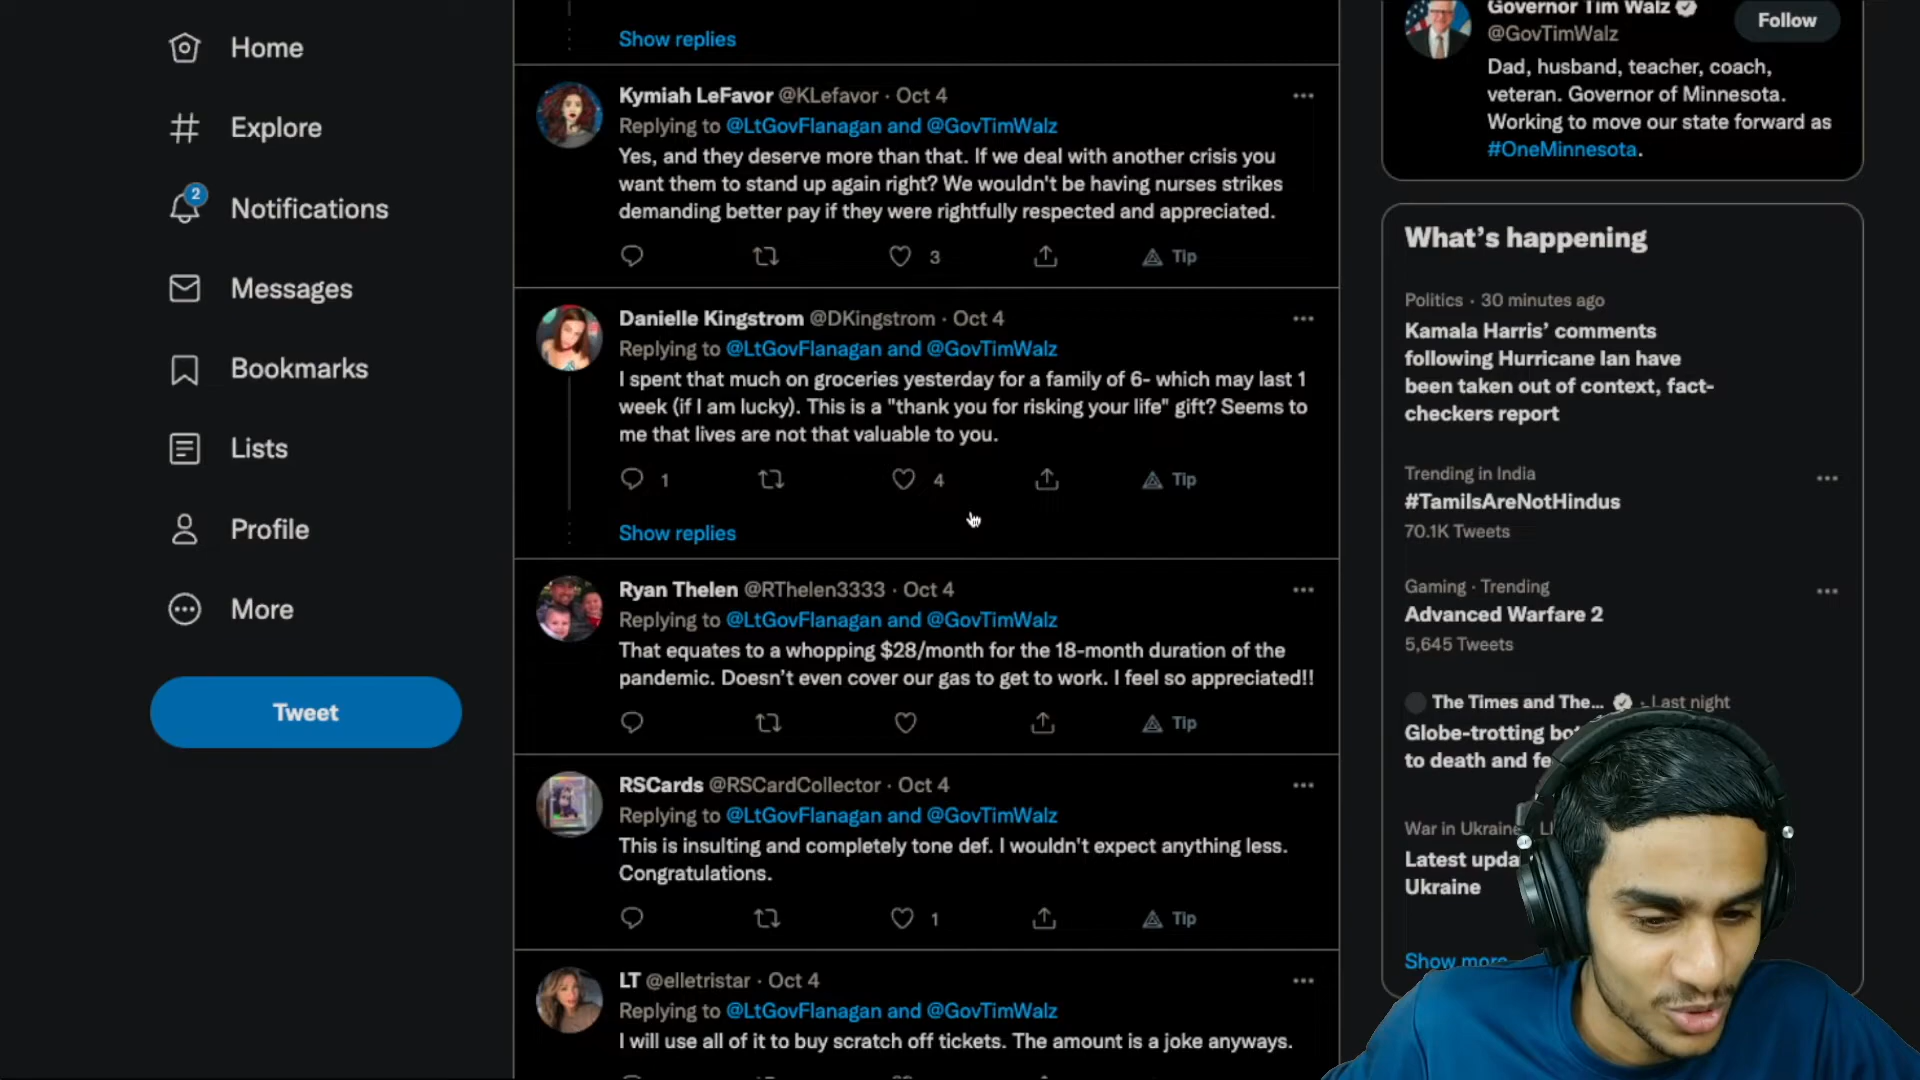 Home
Explore
2
Notifications
Messages
Bookmarks
Lists
Profile
More
Tweet
Show replies
Kymiah LeFavor @KLefavor · Oct 4
Replying to @LtGovFlanagan and @GovTimWalz
Yes, and they deserve more than that. If we deal with another crisis you
want them to stand up again right? We wouldn't be having nurses strikes
demanding better pay if they were rightfully respected and appreciated.
3 Tip
Danielle Kingstrom @DKingstrom · Oct 4
Replying to @LtGovFlanagan and @GovTimWalz
I spent that much on groceries yesterday for a family of 6- which may last 1
week (if I am lucky). This is a "thank you for risking your life" gift? Seems to
me that lives are not that valuable to you.
1 4 Tip
Show replies
Ryan Thelen @RThelen3333 · Oct 4
Replying to @LtGovFlanagan and @GovTimWalz
That equates to a whopping $28/month for the 18-month duration of the
pandemic. Doesn't even cover our gas to get to work. I feel so appreciated!!
Tip
RSCards @RSCardCollector · Oct 4
Replying to @LtGovFlanagan and @GovTimWalz
This is insulting and completely tone def. I wouldn't expect anything less.
Congratulations.
1 Tip
LT @elletristar · Oct 4
Replying to @LtGovFlanagan and @GovTimWalz
I will use all of it to buy scratch off tickets. The amount is a joke anyways.
Governor Tim Walz
@GovTimWalz
Follow
Dad, husband, teacher, coach,
veteran. Governor of Minnesota.
Working to move our state forward as
#OneMinnesota.
What's happening
Politics · 30 minutes ago
Kamala Harris' comments
following Hurricane Ian have
been taken out of context, fact-
checkers report
Trending in India
#TamilsAreNotHindus
70.1K Tweets
Gaming · Trending
Advanced Warfare 2
5,645 Tweets
The Times and The... · Last night
Globe-trotting
to death and
War in Ukraine
Latest
Ukraine
Show more